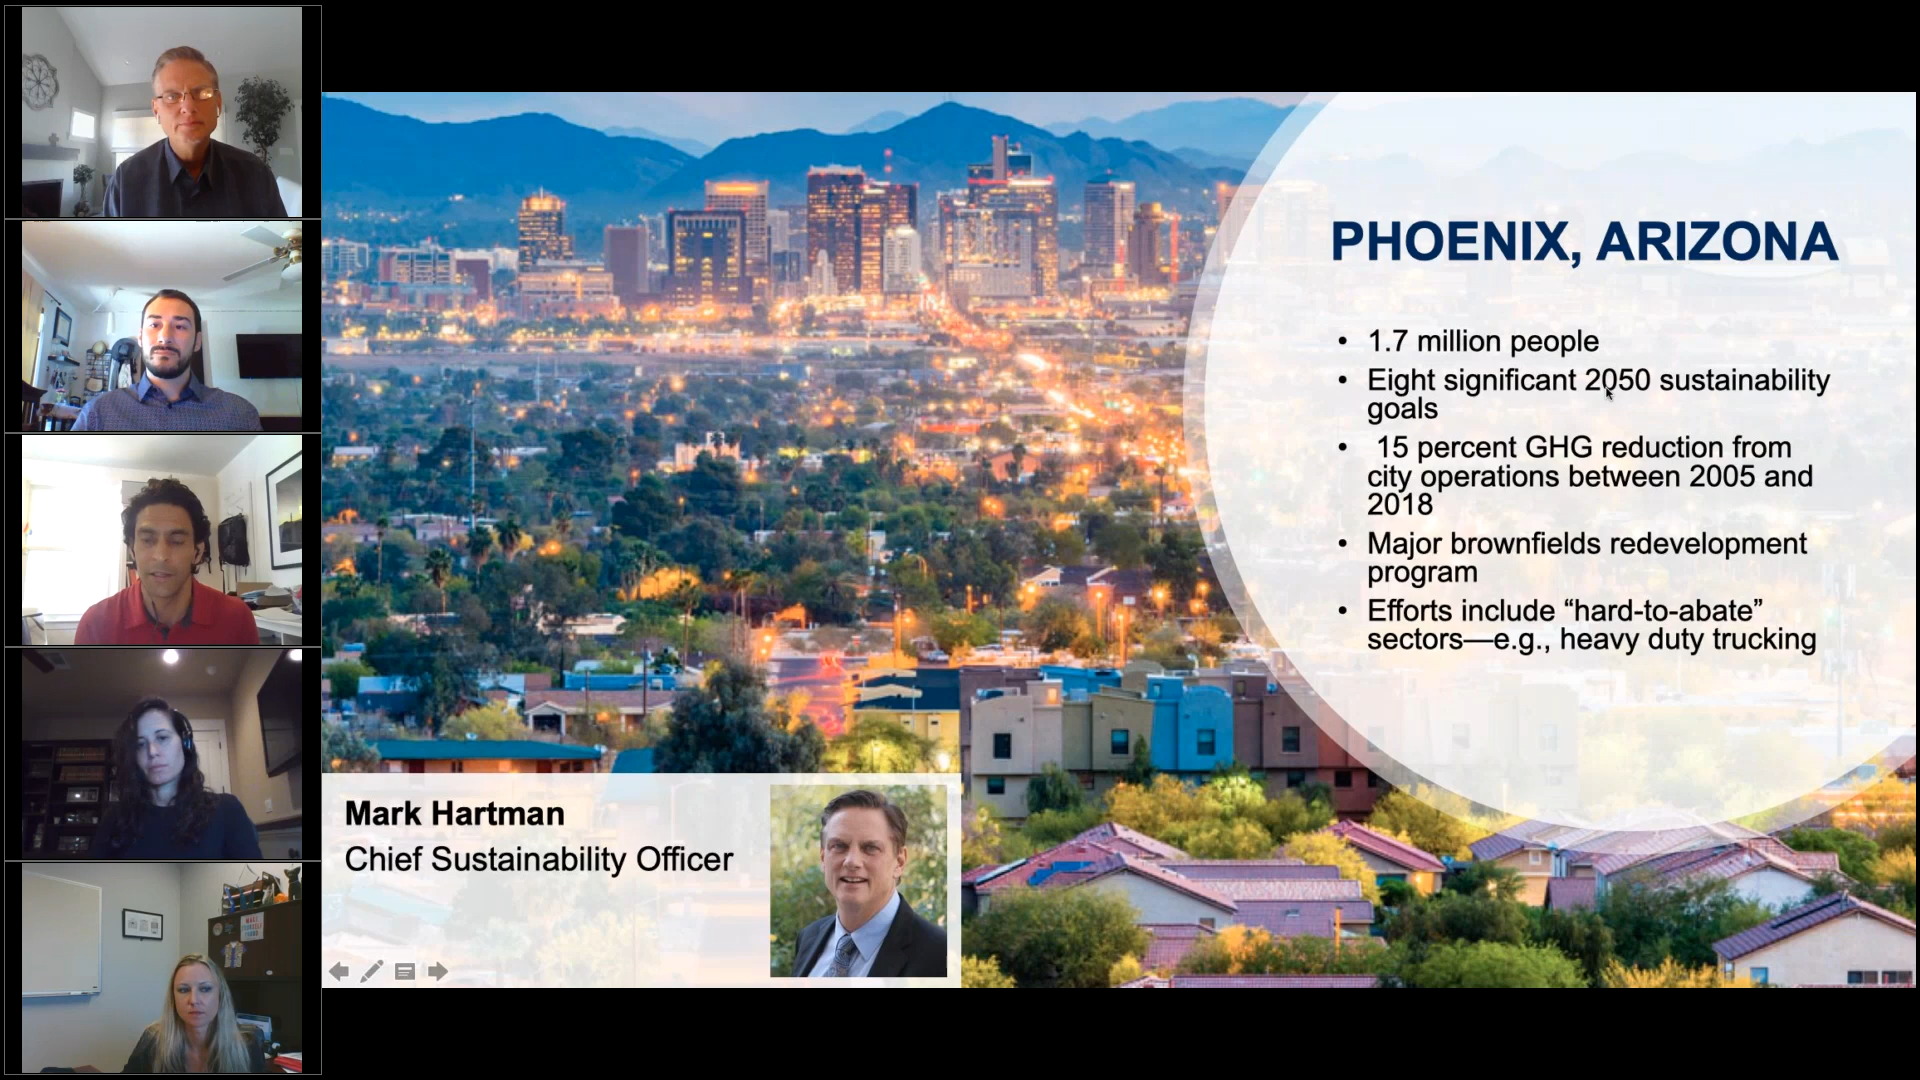 PHOENIX, ARIZONA
• 1.7 million people
• Eight significant 2050 sustainability
goals
• 15 percent GHG reduction from
city operations between 2005 and
2018
• Major brownfields redevelopment
program
• Efforts include “hard-to-abate”
sectors—e.g., heavy duty trucking
Mark Hartman
Chief Sustainability Officer